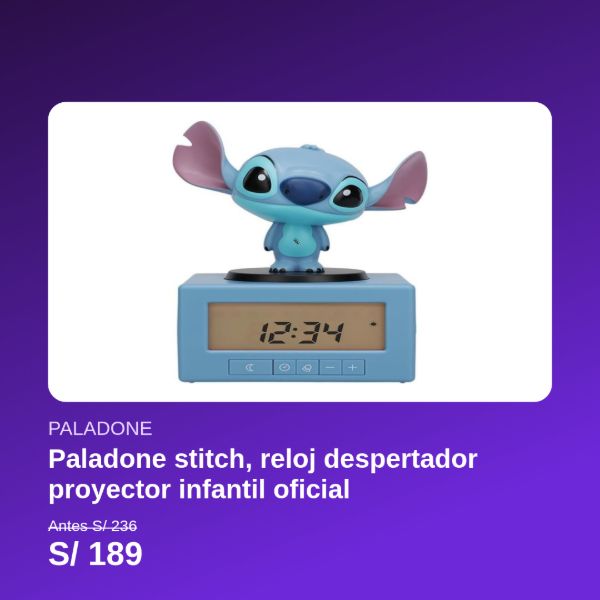 12:34
PALADONE
Paladone stitch, reloj despertador
proyector infantil oficial
Antes S/ 236
S/ 189